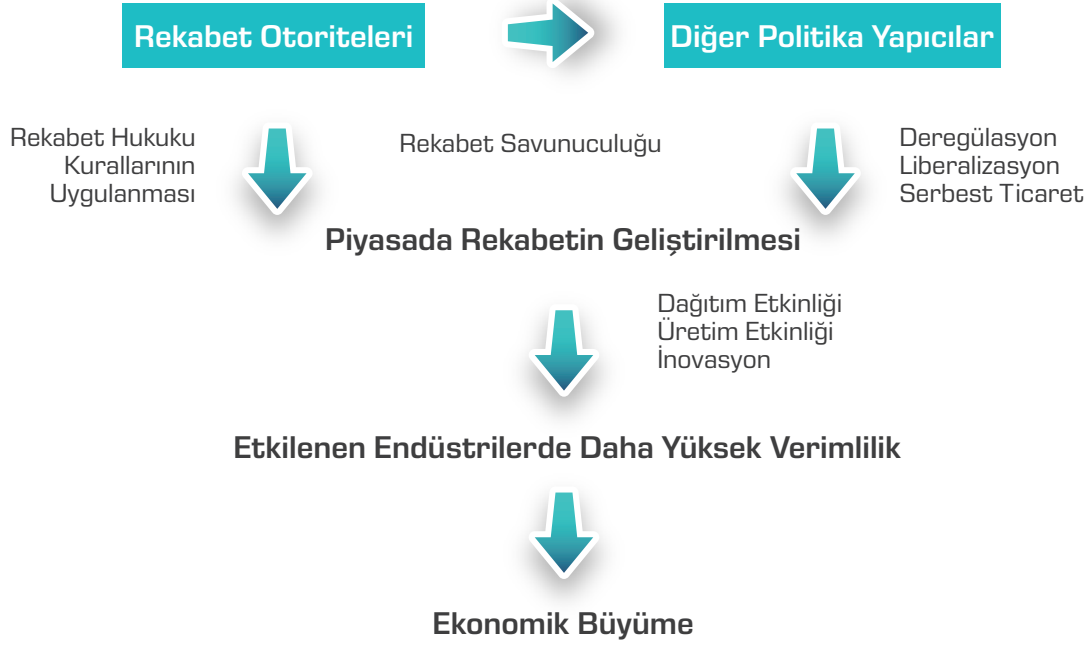 Rekabet Otoriteleri
Diğer Politika Yapıcılar
Rekabet Hukuku
Kurallarının
Uygulanması
Rekabet Savunuculuğu
Deregülasyon
Liberalizasyon
Serbest Ticaret
Piyasada Rekabetin Geliştirilmesi
Dağıtım Etkinliği
Üretim Etkinliği
İnovasyon
Etkilenen Endüstrilerde Daha Yüksek Verimlilik
Ekonomik Büyüme